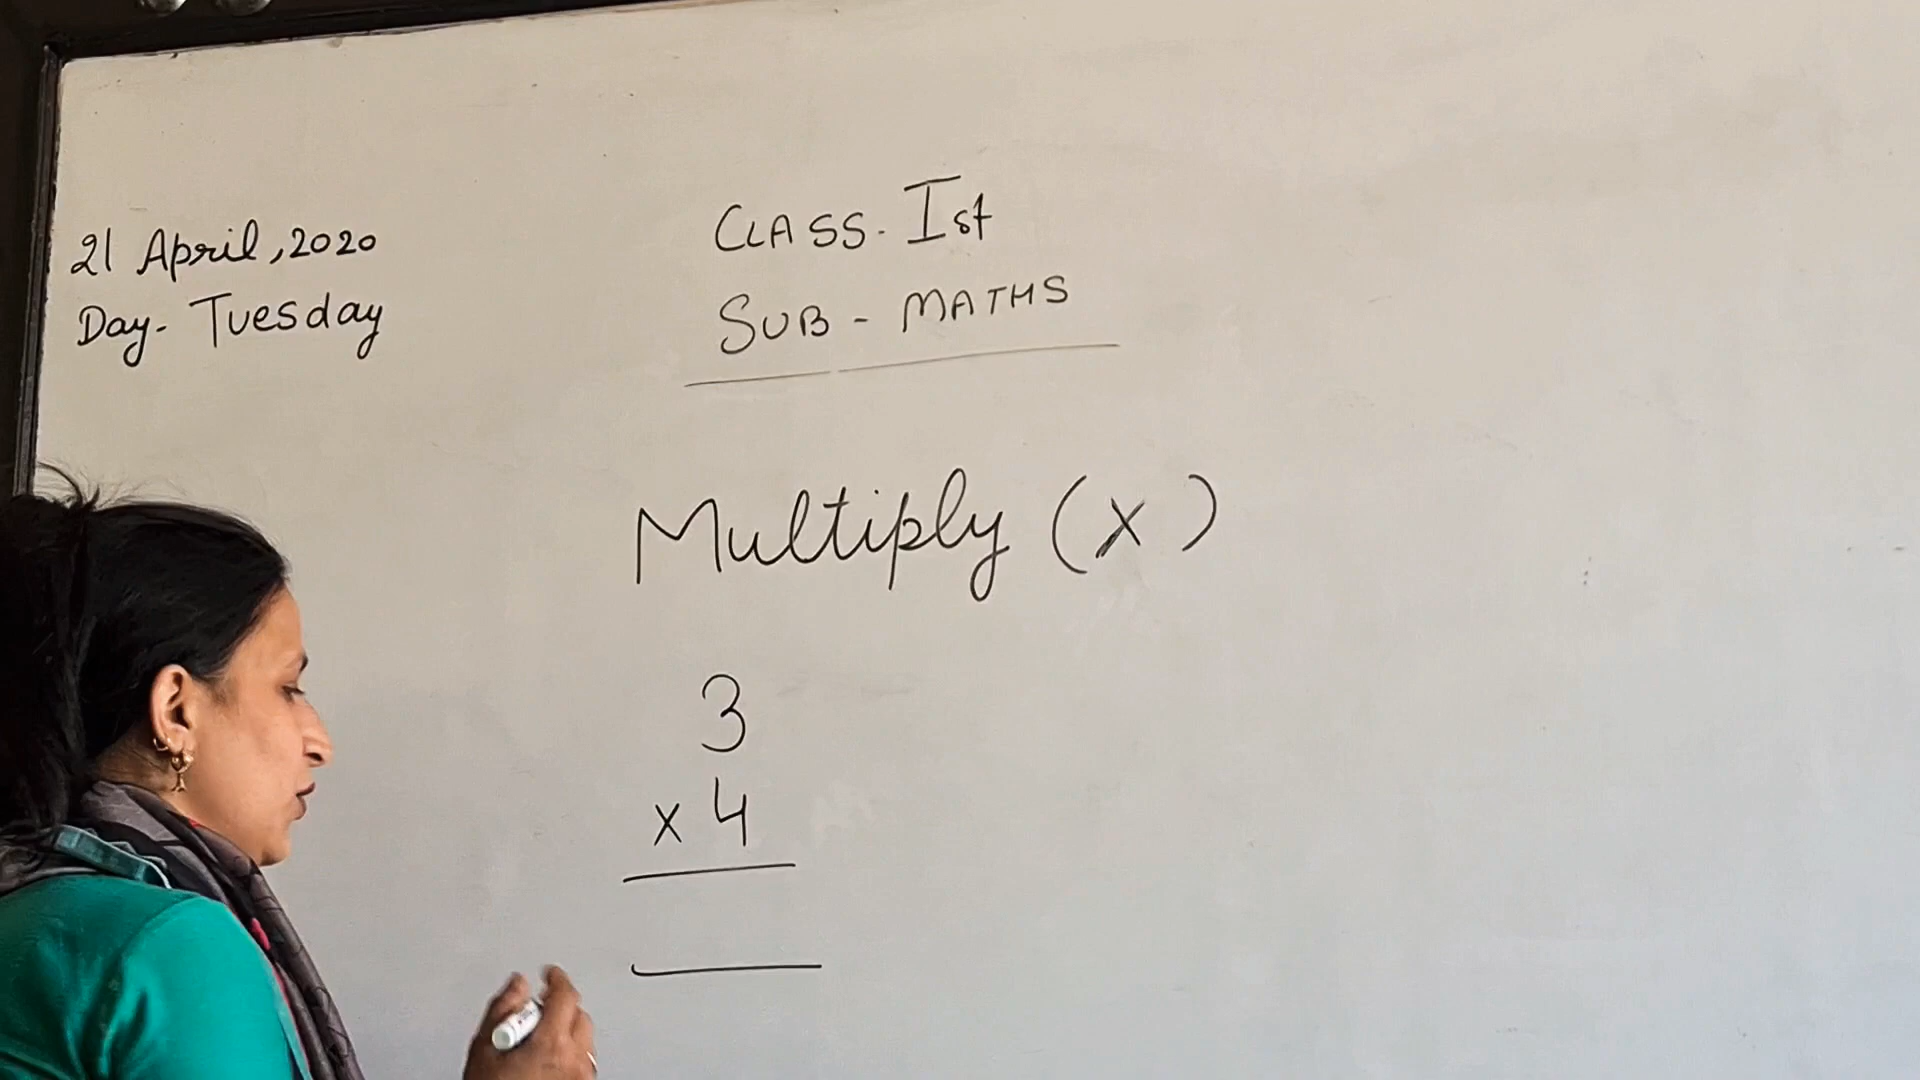 21 April, 2020
Day- Tuesday
CLASS- Ist
SUB - MATHS
Multiply (x)
3
x 4